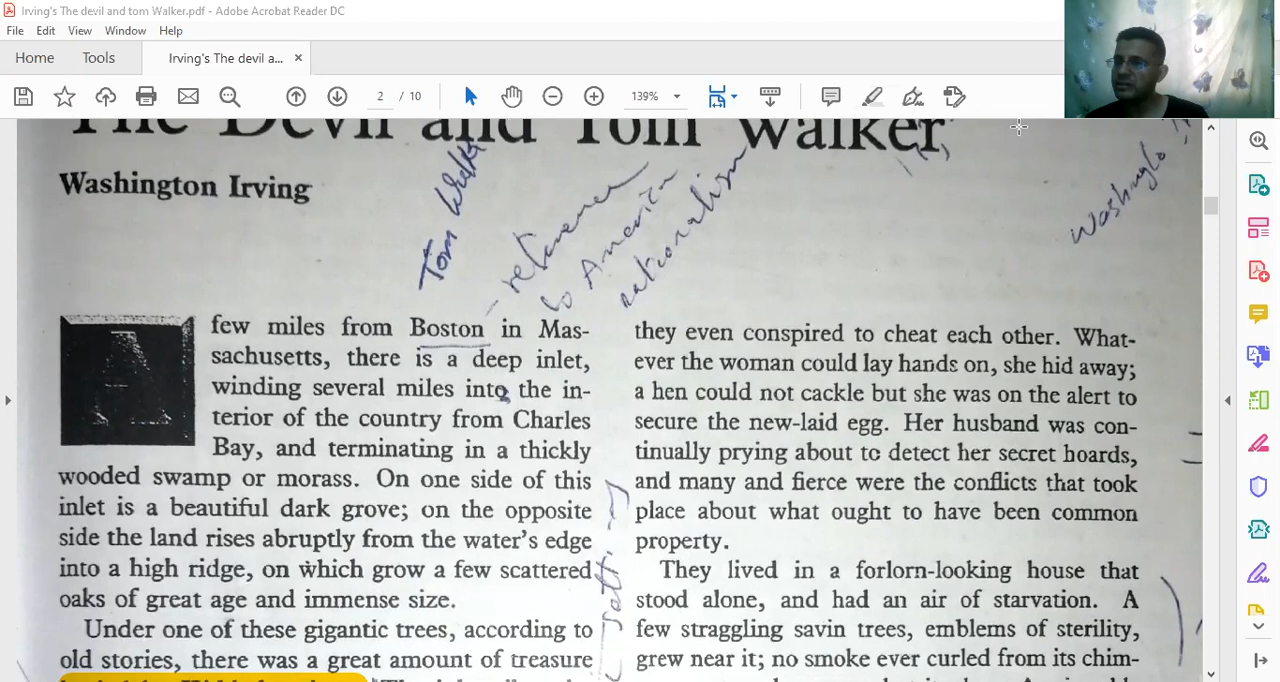 Irving's The devil and tom Walker.pdf - Adobe Acrobat Reader DC
File Edit View Window Help
Home Tools Irving's The devil a... ×
2 / 10 139%
The Devil and Tom Walker
Washington Irving
Tom
reference
to American
nationalism
few miles from Boston in Mas-
sachusetts, there is a deep inlet,
winding several miles into the in-
terior of the country from Charles
Bay, and terminating in a thickly
wooded swamp or morass. On one side of this
inlet is a beautiful dark grove; on the opposite
side the land rises abruptly from the water's edge
into a high ridge, on which grow a few scattered
oaks of great age and immense size.
Under one of these gigantic trees, according to
old stories, there was a great amount of treasure
they even conspired to cheat each other. What-
ever the woman could lay hands on, she hid away;
a hen could not cackle but she was on the alert to
secure the new-laid egg. Her husband was con-
tinually prying about to detect her secret hoards,
and many and fierce were the conflicts that took
place about what ought to have been common
property.
They lived in a forlorn-looking house that
stood alone, and had an air of starvation. A
few straggling savin trees, emblems of sterility,
grew near it; no smoke ever curled from its chim-